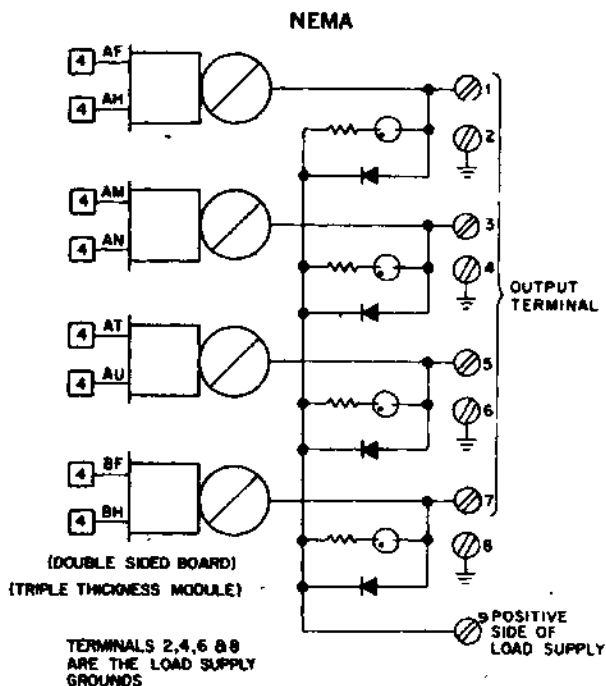 NEMA
4 AF
4 AH
1
2
4 AM
4 AN
3
4
OUTPUT
TERMINAL
4 AT
4 AU
5
6
4 BF
4 BH
7
8
(DOUBLE SIDED BOARD)
(TRIPLE THICKNESS MODULE)
9 POSITIVE
SIDE OF
LOAD SUPPLY
TERMINALS 2,4,6 & 8
ARE THE LOAD SUPPLY
GROUNDS